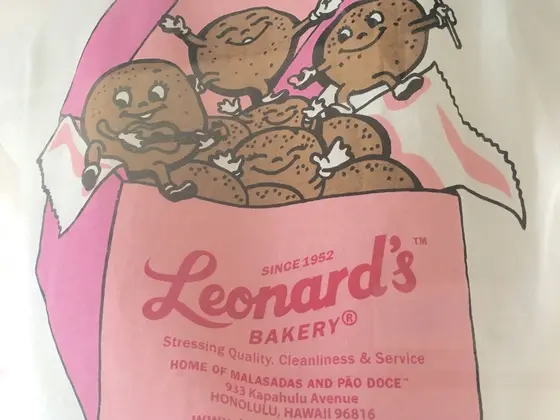 SINCE 1952
Leonard's™
BAKERY®
Stressing Quality, Cleanliness & Service
HOME OF MALASADAS AND PÃO DOCE™
933 Kapahulu Avenue
HONOLULU, HAWAII 96816